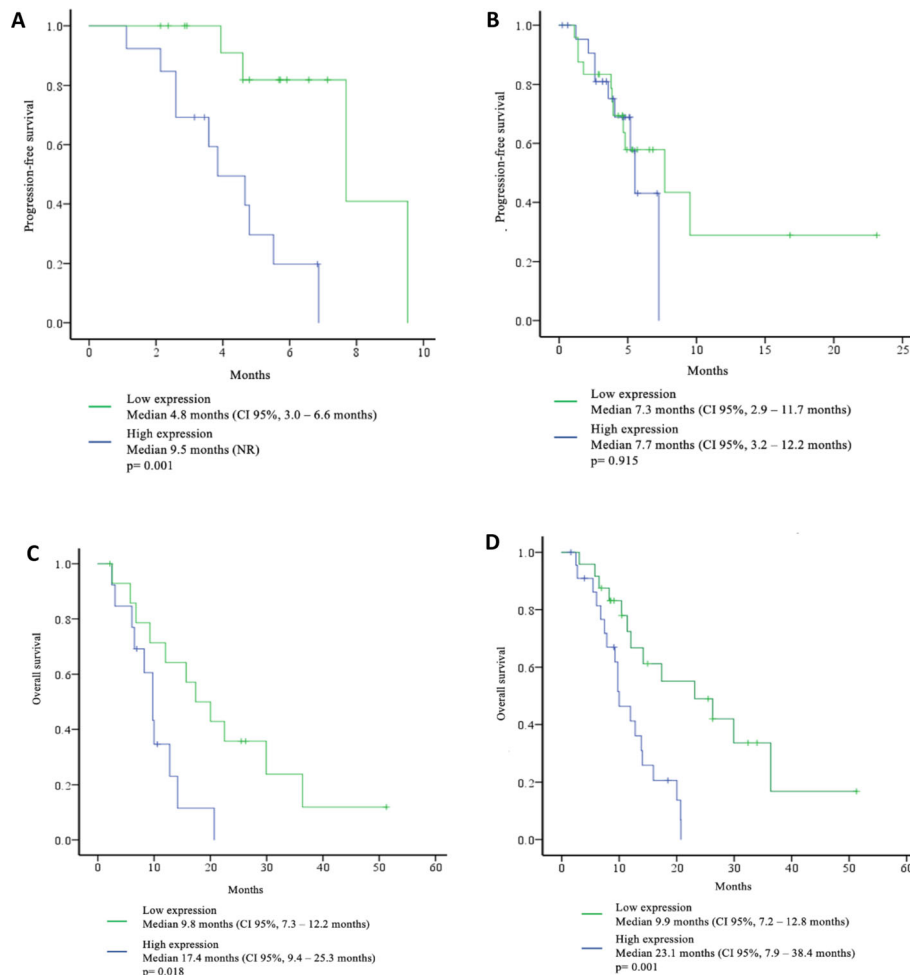 A
Progression-free survival
1.0
0.8
0.6
0.4
0.2
0.0
0 2 4 6 8 10
Months
Low expression
Median 4.8 months (CI 95%, 3.0 – 6.6 months)
High expression
Median 9.5 months (NR)
p= 0.001
B
Progression-free survival
1.0
0.8
0.6
0.4
0.2
0.0
0 5 10 15 20 25
Months
Low expression
Median 7.3 months (CI 95%, 2.9 – 11.7 months)
High expression
Median 7.7 months (CI 95%, 3.2 – 12.2 months)
p= 0.915
C
Overall survival
1.0
0.8
0.6
0.4
0.2
0.0
0 10 20 30 40 50 60
Months
Low expression
Median 9.8 months (CI 95%, 7.3 – 12.2 months)
High expression
Median 17.4 months (CI 95%, 9.4 – 25.3 months)
p= 0.018
D
Overall survival
1.0
0.8
0.6
0.4
0.2
0.0
0 10 20 30 40 50 60
Months
Low expression
Median 9.9 months (CI 95%, 7.2 – 12.8 months)
High expression
Median 23.1 months (CI 95%, 7.9 – 38.4 months)
p= 0.001